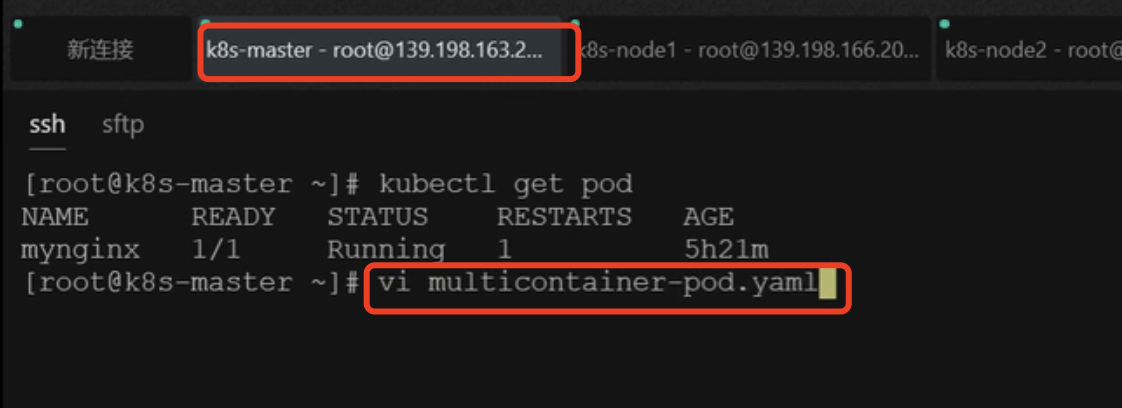 新连接 k8s-master - root@139.198.163.2... k8s-node1 - root@139.198.166.20... k8s-node2 - root@
ssh sftp
[root@k8s-master ~]# kubectl get pod
NAME READY STATUS RESTARTS AGE
mynginx 1/1 Running 1 5h21m
[root@k8s-master ~]# vi multicontainer-pod.yaml